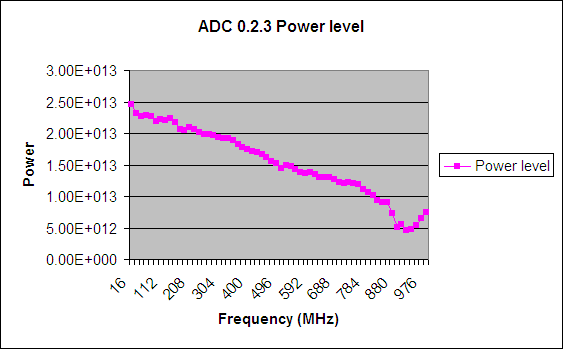 ADC 0.2.3 Power level
3.00E+013
2.50E+013
2.00E+013
1.50E+013
1.00E+013
5.00E+012
0.00E+000
Power
16
112
208
304
400
496
592
688
784
880
976
Frequency (MHz)
Power level